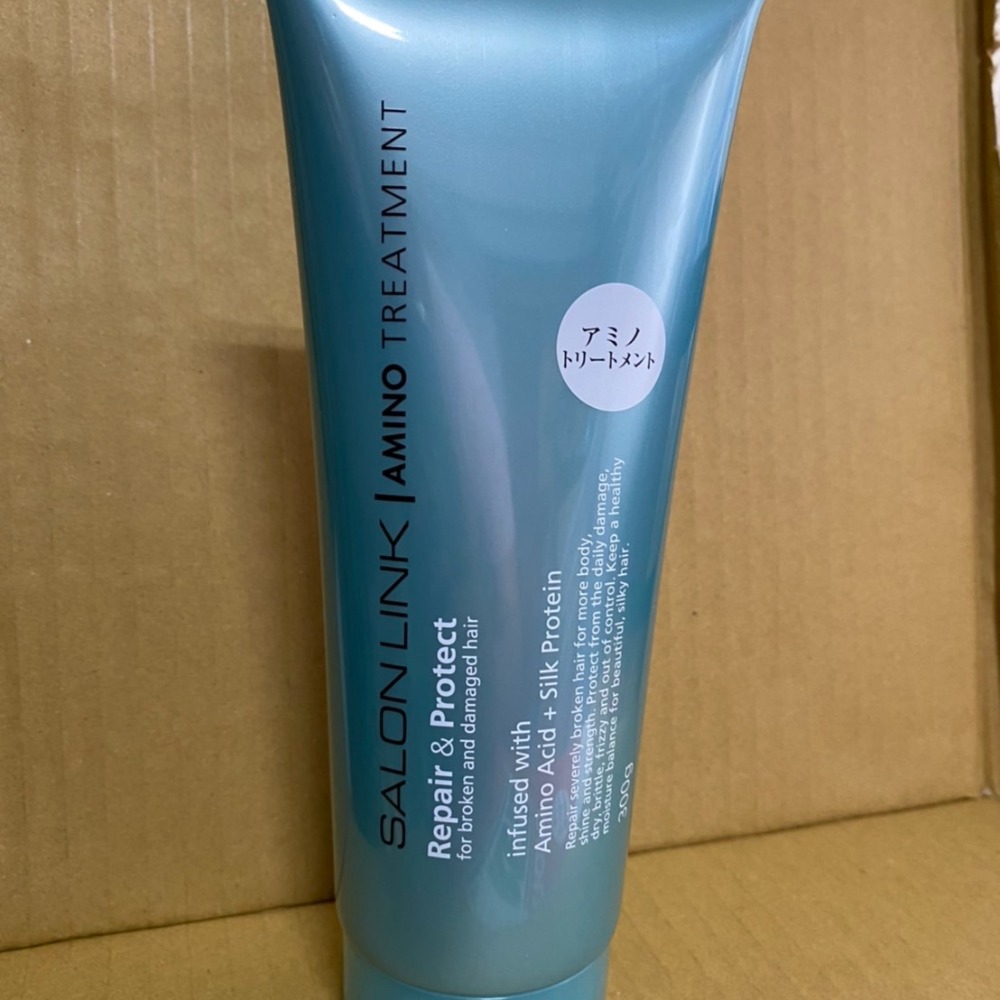 SALON LINK | AMINO TREATMENT
Repair & Protect
for broken and damaged hair
infused with
Amino Acid + Silk Protein
Repair severely broken hair for more body,
shine and strength. Protect from the daily damage,
dry, brittle, frizzy and out of control. Keep a healthy
moisture balance for beautiful, silky hair.
300g
アミノ
トリートメント